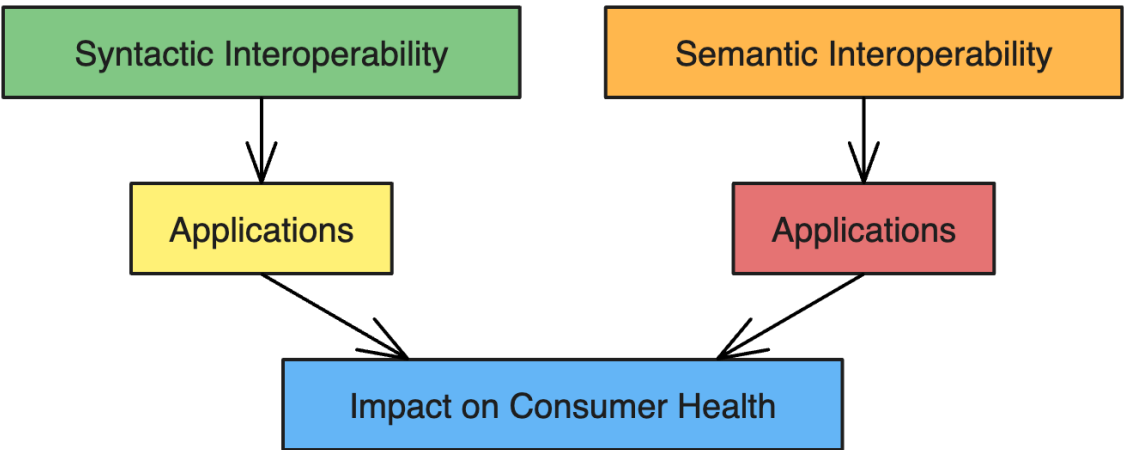 Syntactic Interoperability
Semantic Interoperability
Applications
Applications
Impact on Consumer Health